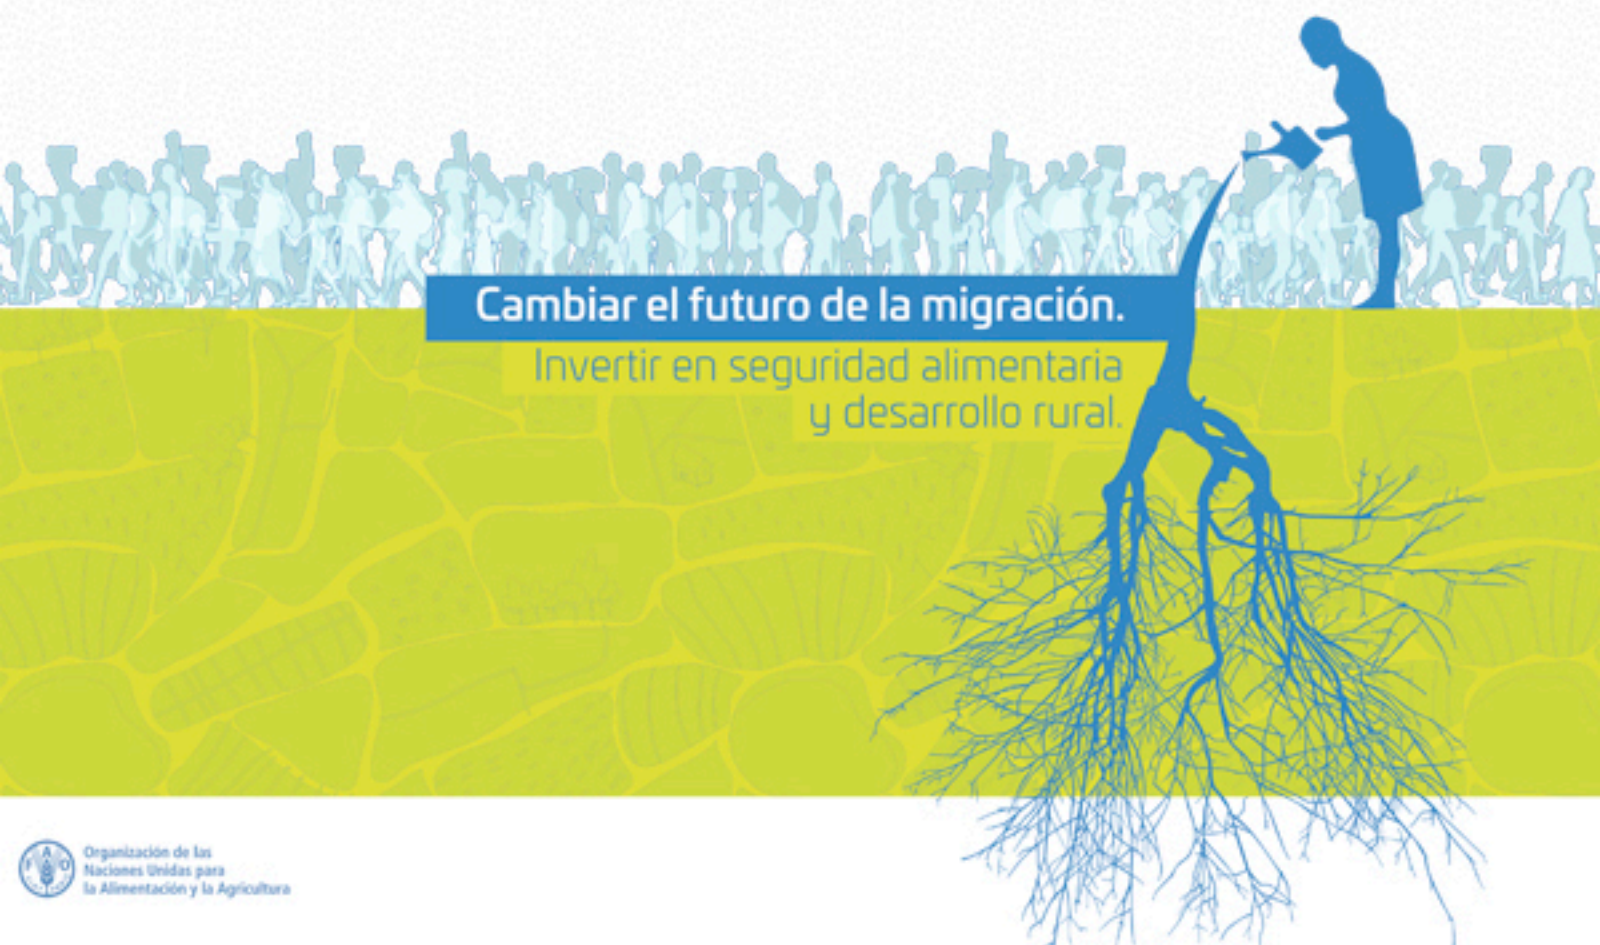 Cambiar el futuro de la migración.
Invertir en seguridad alimentaria
y desarrollo rural.
F A O
Organización de las
Naciones Unidas para
la Alimentación y la Agricultura